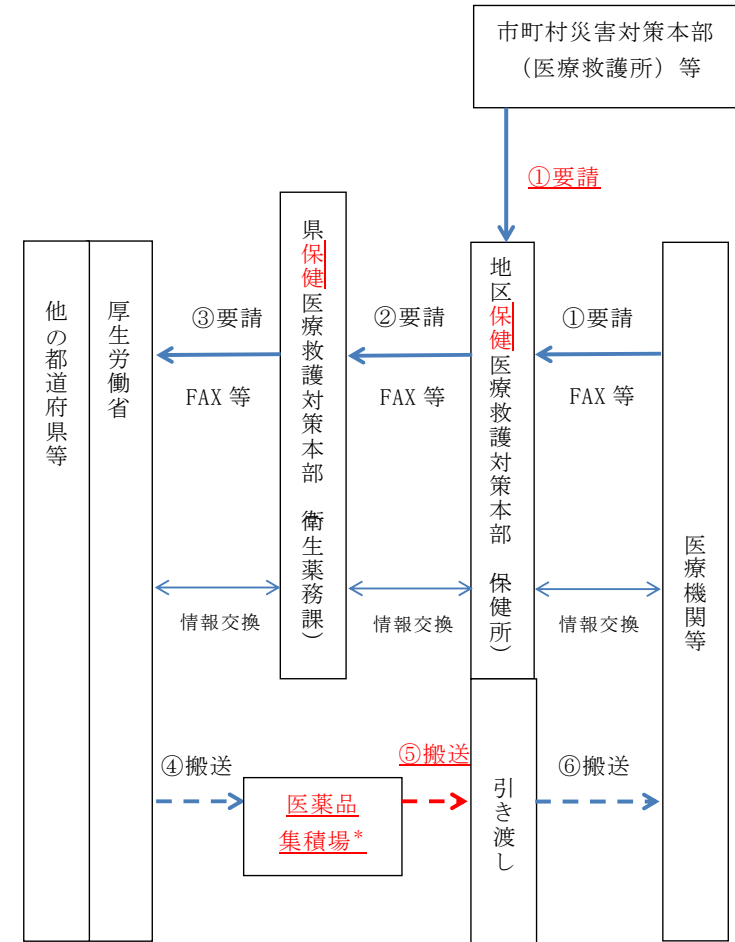 市町村災害対策本部
(医療救護所)等
①要請
他の都道府県等
厚生労働省
③要請
FAX 等
県保健医療救護対策本部 (衛生薬務課)
②要請
FAX 等
地区保健医療救護対策本部 (保健所)
①要請
FAX 等
医療機関等
情報交換
情報交換
情報交換
④搬送
医薬品
集積場*
⑤搬送
引き渡し
⑥搬送